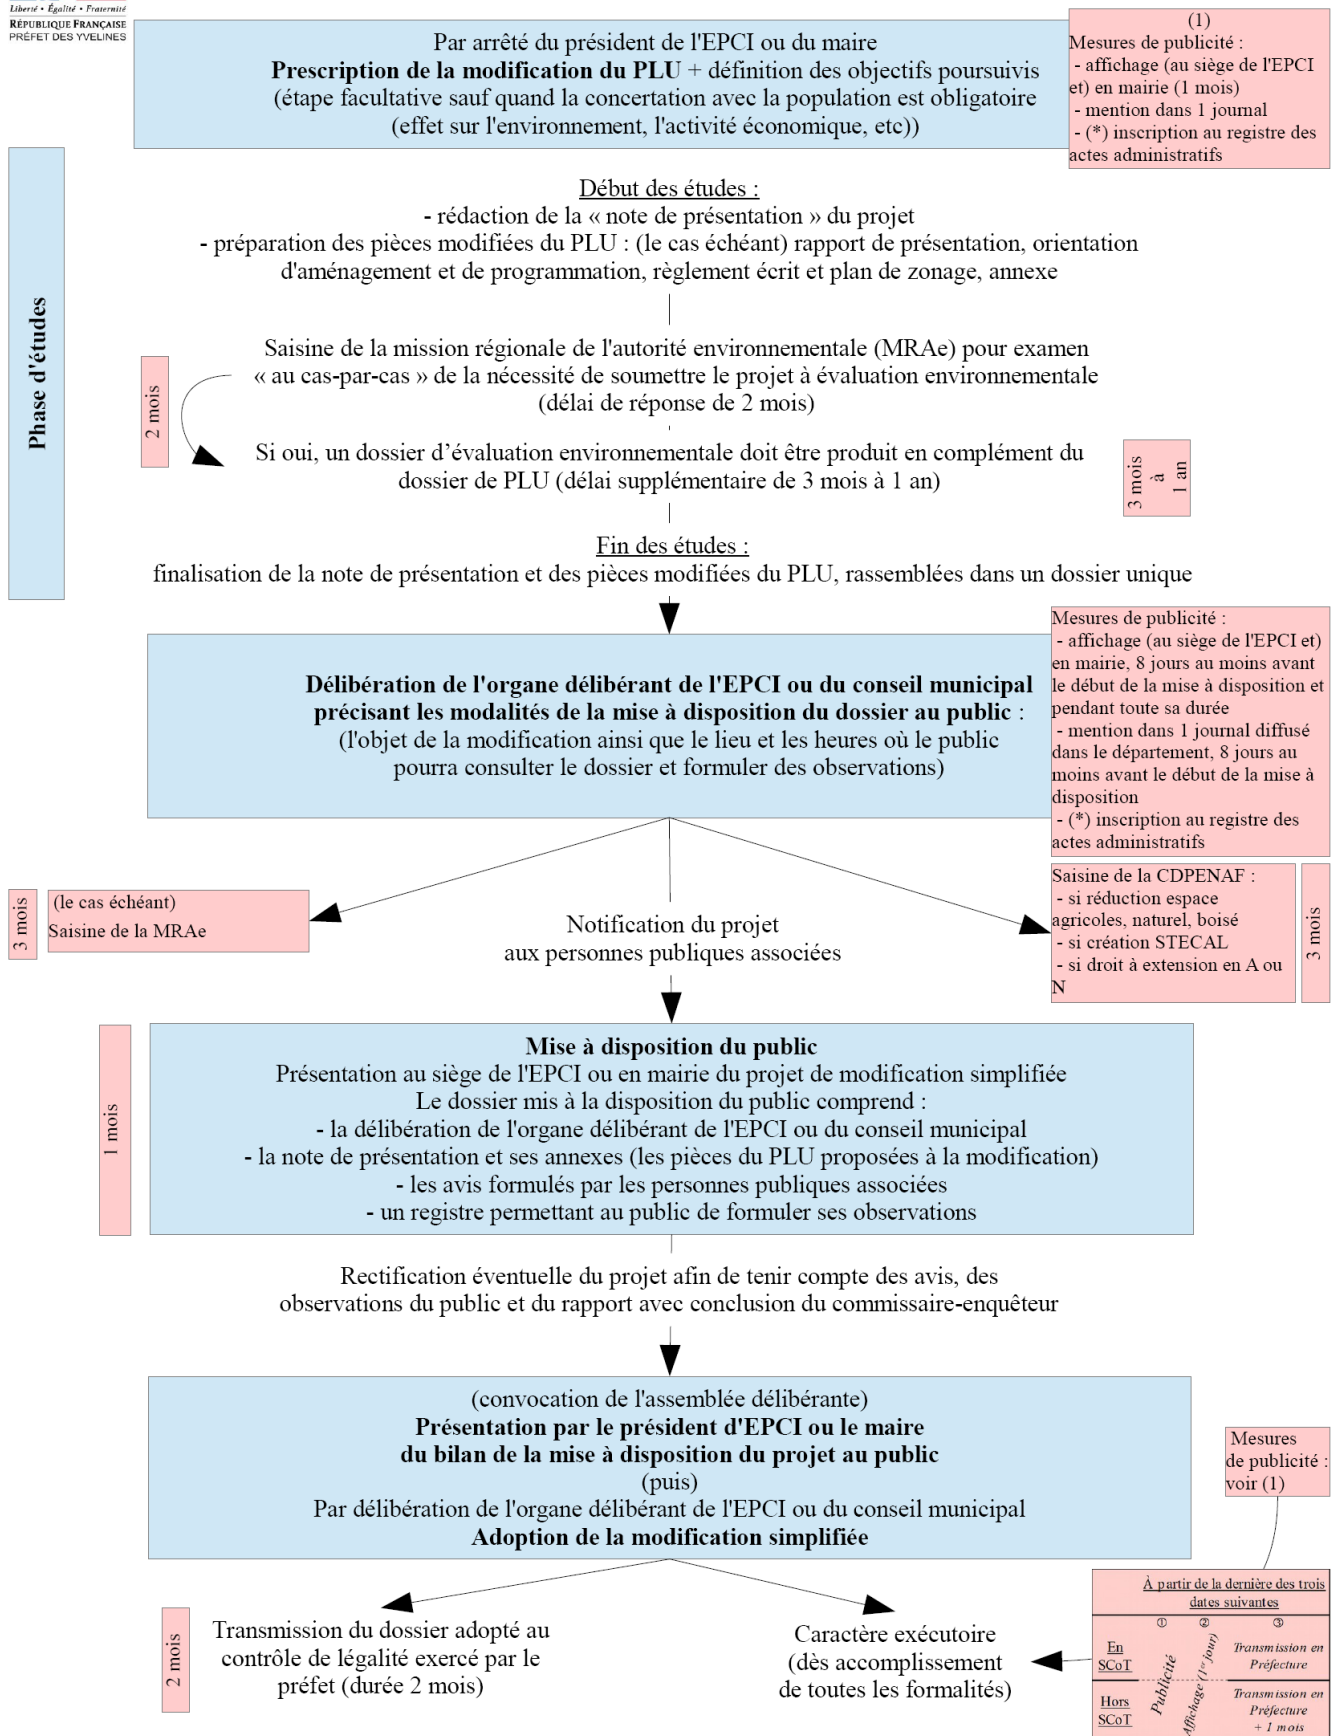 Liberté • Égalité • Fraternité
RÉPUBLIQUE FRANÇAISE
PRÉFET DES YVELINES
Par arrêté du président de l'EPCI ou du maire
Prescription de la modification du PLU + définition des objectifs poursuivis
(étape facultative sauf quand la concertation avec la population est obligatoire
(effet sur l'environnement, l'activité économique, etc))
(1)
Mesures de publicité :
- affichage (au siège de l'EPCI
et) en mairie (1 mois)
- mention dans 1 journal
- (*) inscription au registre des
actes administratifs
Phase d'études
Début des études :
- rédaction de la « note de présentation » du projet
- préparation des pièces modifiées du PLU : (le cas échéant) rapport de présentation, orientation
d'aménagement et de programmation, règlement écrit et plan de zonage, annexe
2 mois
Saisine de la mission régionale de l'autorité environnementale (MRAe) pour examen
« au cas-par-cas » de la nécessité de soumettre le projet à évaluation environnementale
(délai de réponse de 2 mois)
Si oui, un dossier d’évaluation environnementale doit être produit en complément du
dossier de PLU (délai supplémentaire de 3 mois à 1 an)
3 mois
à
1 an
Fin des études :
finalisation de la note de présentation et des pièces modifiées du PLU, rassemblées dans un dossier unique
Délibération de l'organe délibérant de l'EPCI ou du conseil municipal
précisant les modalités de la mise à disposition du dossier au public :
(l'objet de la modification ainsi que le lieu et les heures où le public
pourra consulter le dossier et formuler des observations)
Mesures de publicité :
- affichage (au siège de l'EPCI et)
en mairie, 8 jours au moins avant
le début de la mise à disposition et
pendant toute sa durée
- mention dans 1 journal diffusé
dans le département, 8 jours au
moins avant le début de la mise à
disposition
- (*) inscription au registre des
actes administratifs
3 mois
(le cas échéant)
Saisine de la MRAe
Notification du projet
aux personnes publiques associées
Saisine de la CDPENAF :
- si réduction espace
agricoles, naturel, boisé
- si création STECAL
- si droit à extension en A ou
N
3 mois
1 mois
Mise à disposition du public
Présentation au siège de l'EPCI ou en mairie du projet de modification simplifiée
Le dossier mis à la disposition du public comprend :
- la délibération de l'organe délibérant de l'EPCI ou du conseil municipal
- la note de présentation et ses annexes (les pièces du PLU proposées à la modification)
- les avis formulés par les personnes publiques associées
- un registre permettant au public de formuler ses observations
Rectification éventuelle du projet afin de tenir compte des avis, des
observations du public et du rapport avec conclusion du commissaire-enquêteur
(convocation de l'assemblée délibérante)
Présentation par le président d'EPCI ou le maire
du bilan de la mise à disposition du projet au public
(puis)
Par délibération de l'organe délibérant de l'EPCI ou du conseil municipal
Adoption de la modification simplifiée
Mesures
de publicité :
voir (1)
2 mois
Transmission du dossier adopté au
contrôle de légalité exercé par le
préfet (durée 2 mois)
Caractère exécutoire
(dès accomplissement
de toutes les formalités)
À partir de la dernière des trois
dates suivantes
① ② ③
En
SCoT
Publicité
Affichage (1er jour)
Transmission en
Préfecture
Hors
SCoT
Transmission en
Préfecture
+ 1 mois